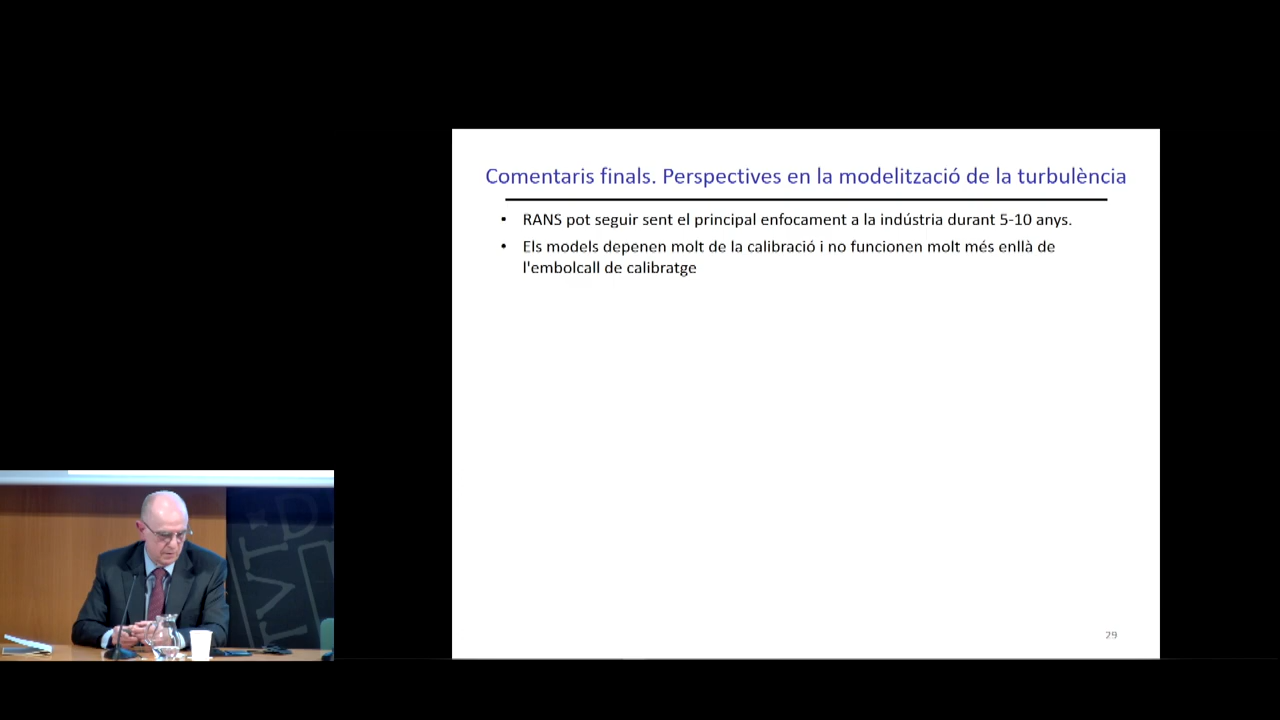 Comentaris finals. Perspectives en la modelització de la turbulència
• RANS pot seguir sent el principal enfocament a la indústria durant 5-10 anys.
• Els models depenen molt de la calibració i no funcionen molt més enllà de
l'embolcall de calibratge
29